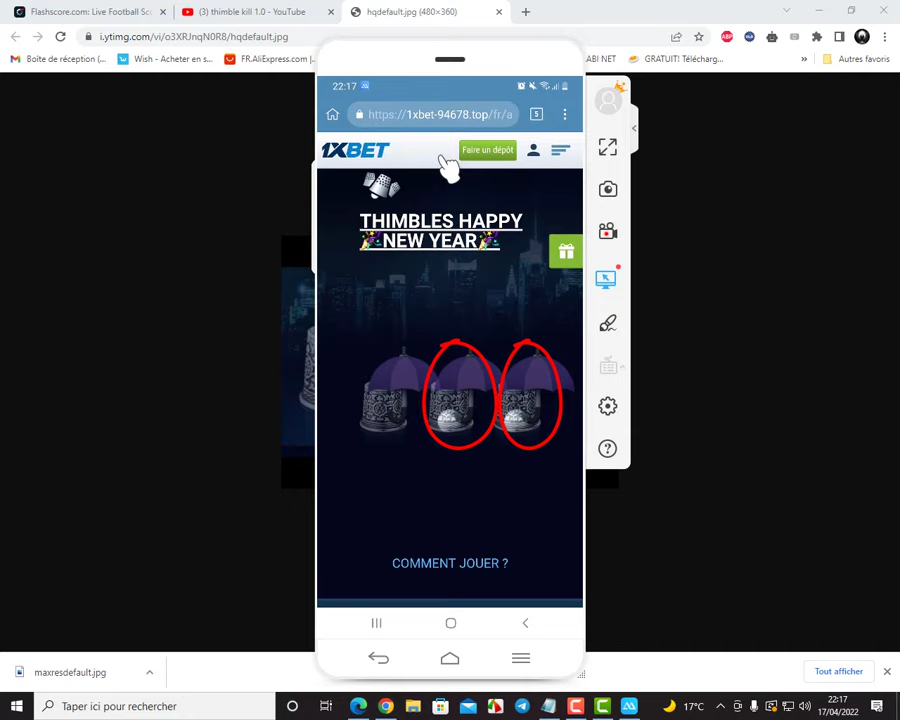 Flashscore.com: Live Football Sc
(3) thimble kill 1.0 - YouTube
hqdefault.jpg (480×360)
i.ytimg.com/vi/o3XRJnqN0R8/hqdefault.jpg
ABP
Boîte de réception (...
Wish - Acheter en s...
FR.AliExpress.com |...
ABI NET
GRATUIT! Télécharg...
»
Autres favoris
22:17
https://1xbet-94678.top/fr/a
5
1XBET
Faire un dépôt
THIMBLES HAPPY
🎉NEW YEAR🎉
COMMENT JOUER ?
maxresdefault.jpg
Tout afficher
Taper ici pour rechercher
17°C
22:17
17/04/2022